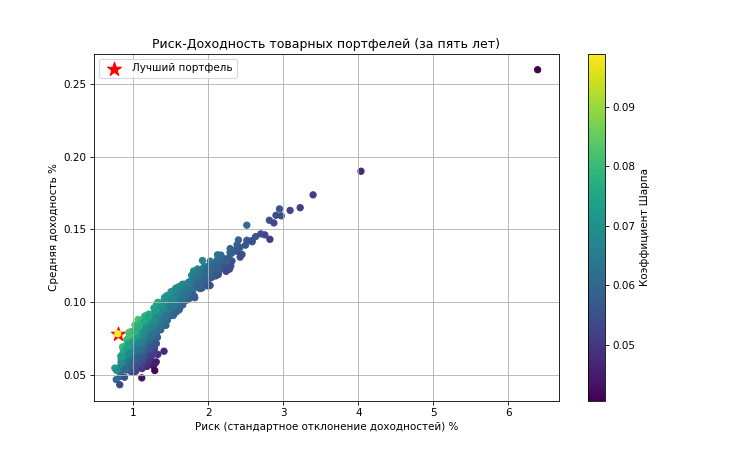 Риск-Доходность товарных портфелей (за пять лет)
Лучший портфель
Средняя доходность %
0.25
0.20
0.15
0.10
0.05
1 2 3 4 5 6
Риск (стандартное отклонение доходностей) %
0.09
0.08
0.07
0.06
0.05
Коэффициент Шарпа